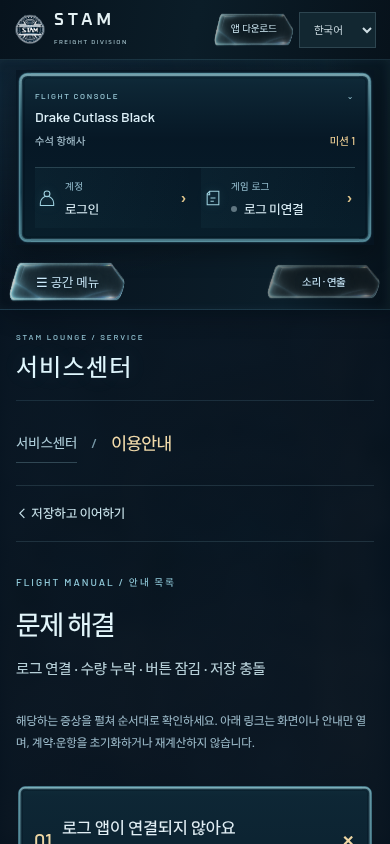 STAM
FREIGHT DIVISION
앱 다운로드
한국어
FLIGHT CONSOLE
Drake Cutlass Black
수석 항해사
미션 1
계정
로그인
게임 로그
로그 미연결
☰ 공간 메뉴
소리·연출
STAM LOUNGE / SERVICE
서비스센터
서비스센터 / 이용안내
저장하고 이어하기
FLIGHT MANUAL / 안내 목록
문제 해결
로그 연결 · 수량 누락 · 버튼 잠김 · 저장 충돌
해당하는 증상을 펼쳐 순서대로 확인하세요. 아래 링크는 화면이나 안내만 열
며, 계약·운항을 초기화하거나 재계산하지 않습니다.
01 로그 앱이 연결되지 않아요